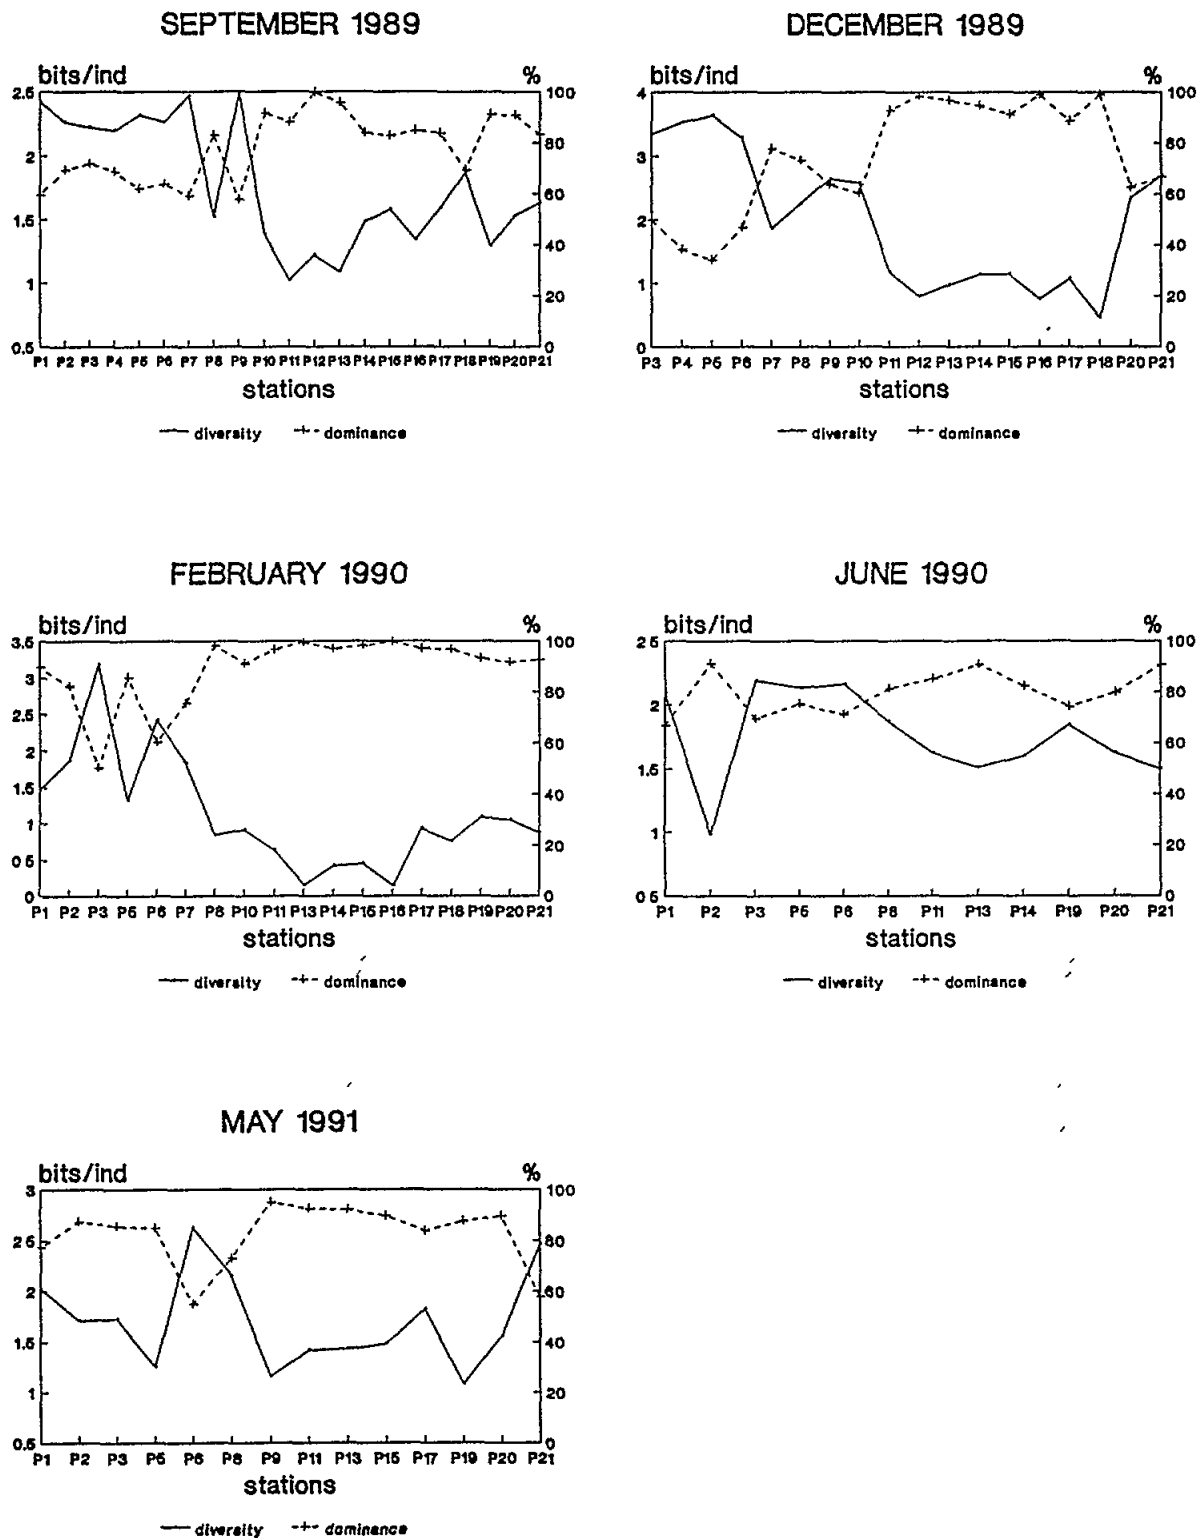 SEPTEMBER 1989
bits/ind %
2.5 100
2 80
1.5 60
40
1 20
0.5 0
P1 P2 P3 P4 P5 P6 P7 P8 P9 P10 P11 P12 P13 P14 P15 P16 P17 P18 P19 P20 P21
stations
diversity dominance
DECEMBER 1989
bits/ind %
4 100
3 80
60
2 40
1 20
0 0
P3 P4 P5 P6 P7 P8 P9 P10 P11 P12 P13 P14 P15 P16 P17 P18 P20 P21
stations
diversity dominance
FEBRUARY 1990
bits/ind %
3.5 100
3 80
2.5
2 60
1.5 40
1 20
0 5
0 0
P1 P2 P3 P5 P6 P7 P8 P10 P11 P13 P14 P15 P16 P17 P18 P19 P20 P21
stations
diversity dominance
JUNE 1990
bits/ind %
2 5 100
2 80
1 5 60
40
1 20
0 5 0
P1 P2 P3 P5 P6 P8 P11 P13 P14 P19 P20 P21
stations
diversity dominance
MAY 1991
bits/ind %
3 100
2 5 80
2 60
1.5 40
1 20
0.5 0
P1 P2 P3 P5 P6 P8 P9 P11 P13 P15 P17 P19 P20 P21
stations
diversity dominance